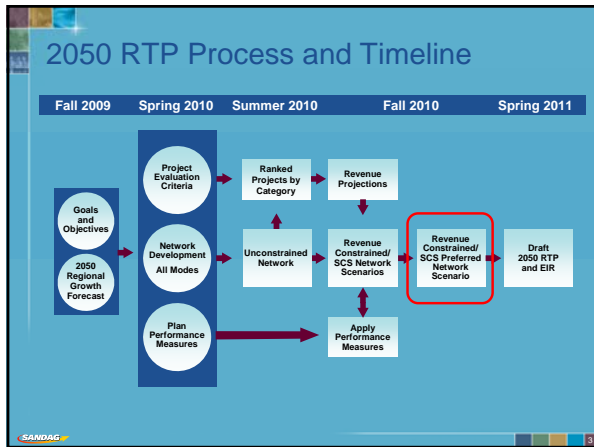 2050 RTP Process and Timeline
Fall 2009
Spring 2010
Summer 2010
Fall 2010
Spring 2011
Goals
and
Objectives
2050
Regional
Growth
Forecast
Project
Evaluation
Criteria
Network
Development
All Modes
Plan
Performance
Measures
Ranked
Projects by
Category
Unconstrained
Network
Revenue
Projections
Revenue
Constrained/
SCS Network
Scenarios
Apply
Performance
Measures
Revenue
Constrained/
SCS Preferred
Network
Scenario
Draft
2050 RTP
and EIR
SANDAG
3